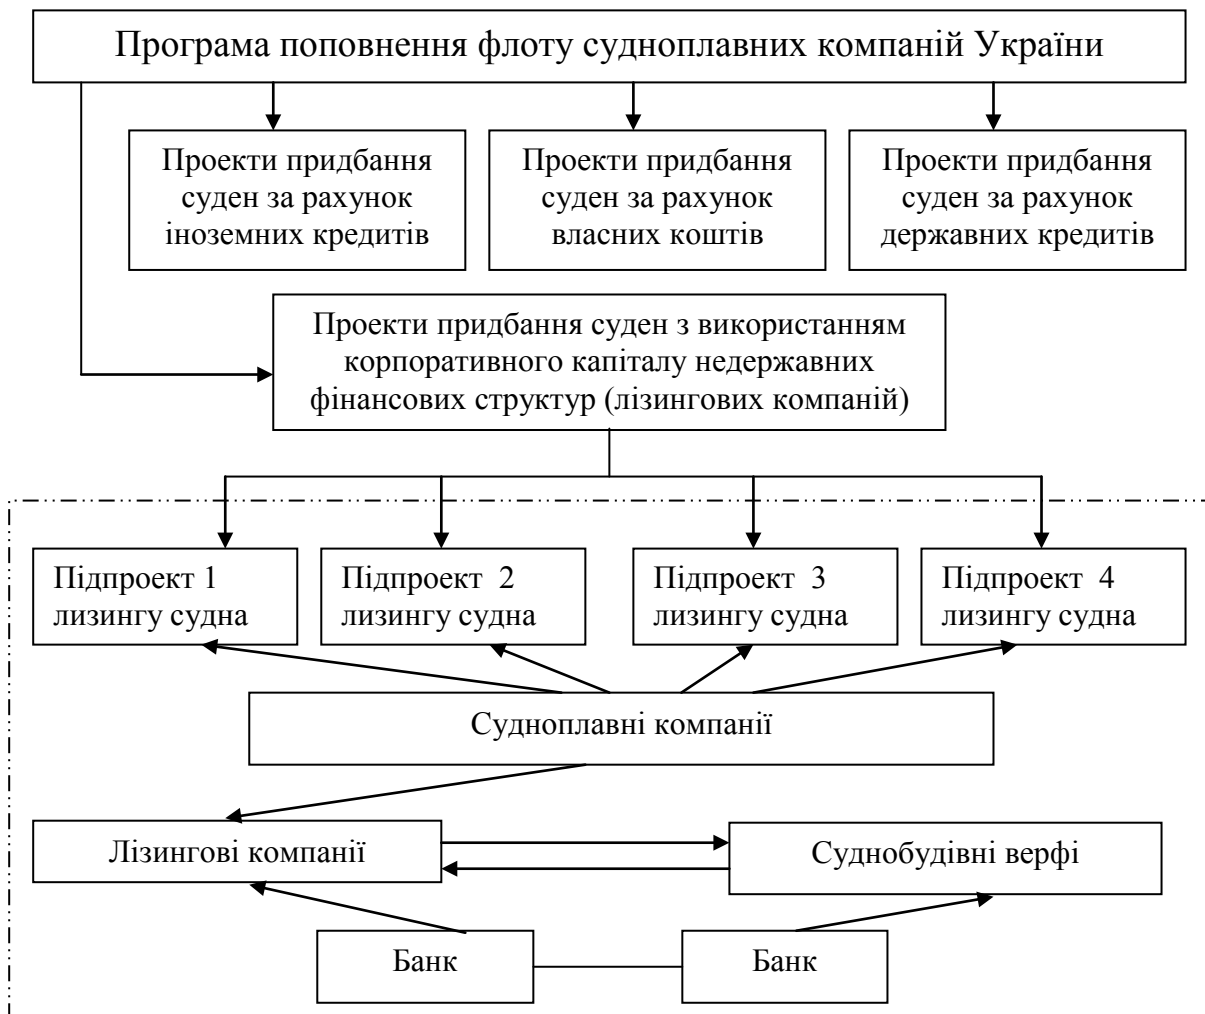 Програма поповнення флоту судноплавних компаній України
Проекти придбання
суден за рахунок
іноземних кредитів
Проекти придбання
суден за рахунок
власних коштів
Проекти придбання
суден за рахунок
державних кредитів
Проекти придбання суден з використанням
корпоративного капіталу недержавних
фінансових структур (лізингових компаній)
Підпроект 1
лизингу судна
Підпроект 2
лизингу судна
Підпроект 3
лизингу судна
Підпроект 4
лизингу судна
Судноплавні компанії
Лізингові компанії
Суднобудівні верфі
Банк
Банк